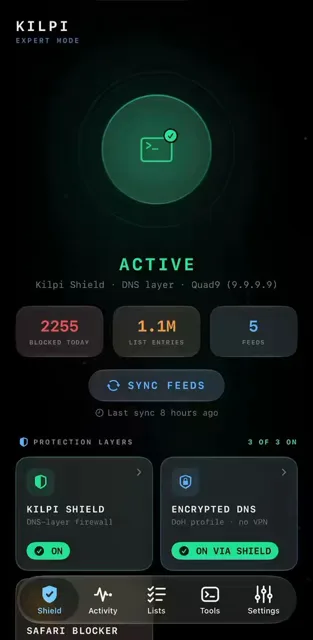 KILPI
EXPERT MODE
ACTIVE
Kilpi Shield · DNS layer · Quad9 (9.9.9.9)
2255
BLOCKED TODAY
1.1M
LIST ENTRIES
5
FEEDS
SYNC FEEDS
Last sync 8 hours ago
PROTECTION LAYERS
3 OF 3 ON
KILPI SHIELD
DNS-layer firewall
ON
ENCRYPTED DNS
DoH profile · no VPN
ON VIA SHIELD
Shield
Activity
Lists
Tools
Settings
SAFARI BLOCKER